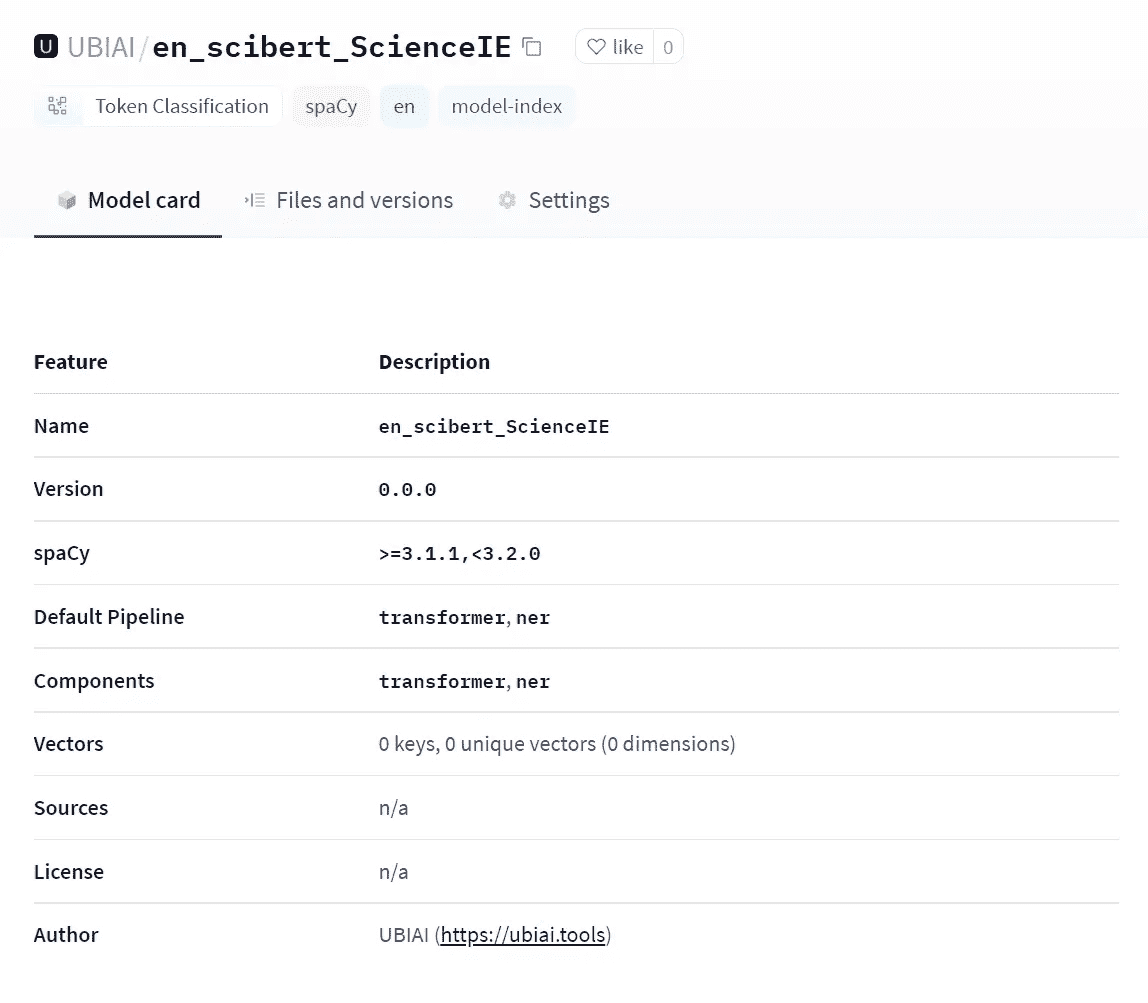 U UBIAI/en_scibert_ScienceIE like 0
Token Classification spaCy en model-index
Model card Files and versions Settings
Feature Description
Name en_scibert_ScienceIE
Version 0.0.0
spaCy >=3.1.1,<3.2.0
Default Pipeline transformer, ner
Components transformer, ner
Vectors 0 keys, 0 unique vectors (0 dimensions)
Sources n/a
License n/a
Author UBIAI (https://ubiai.tools)